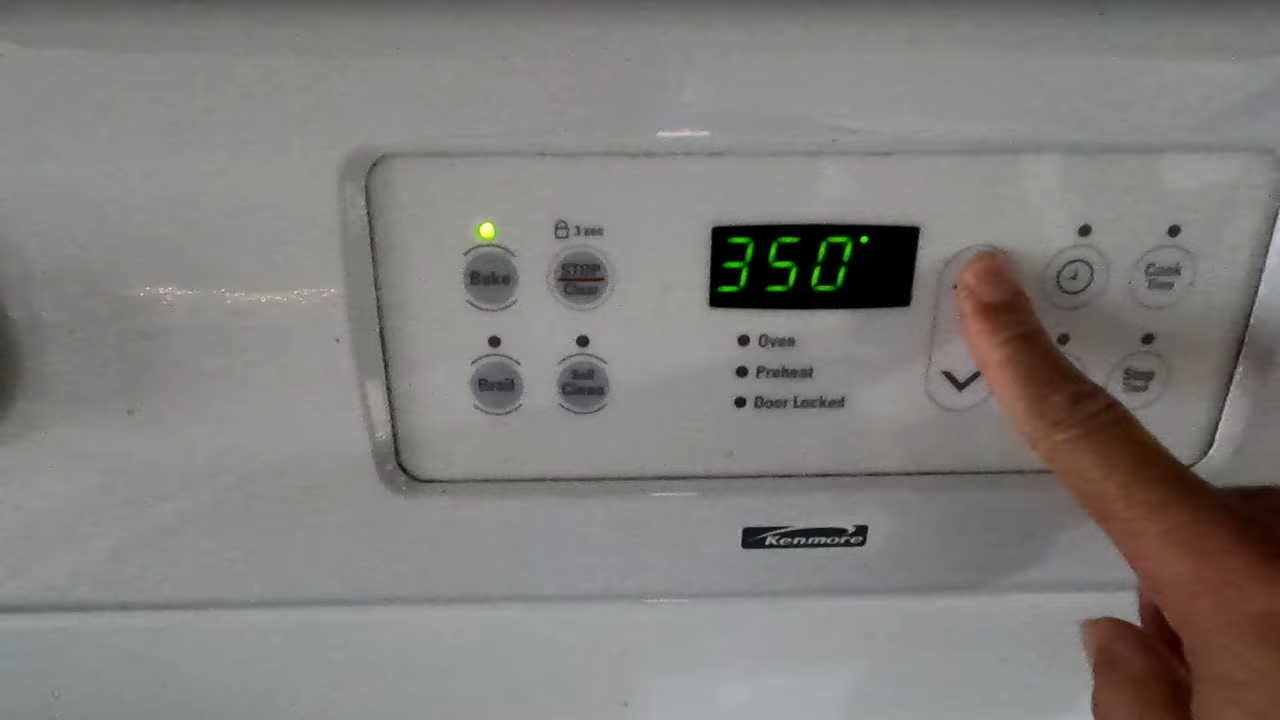 3 sec
Bake
STOP
Clear
350°
Cook
Time
Oven
Broil
Self
Clean
Preheat
Stop
Time
Door Locked
Kenmore